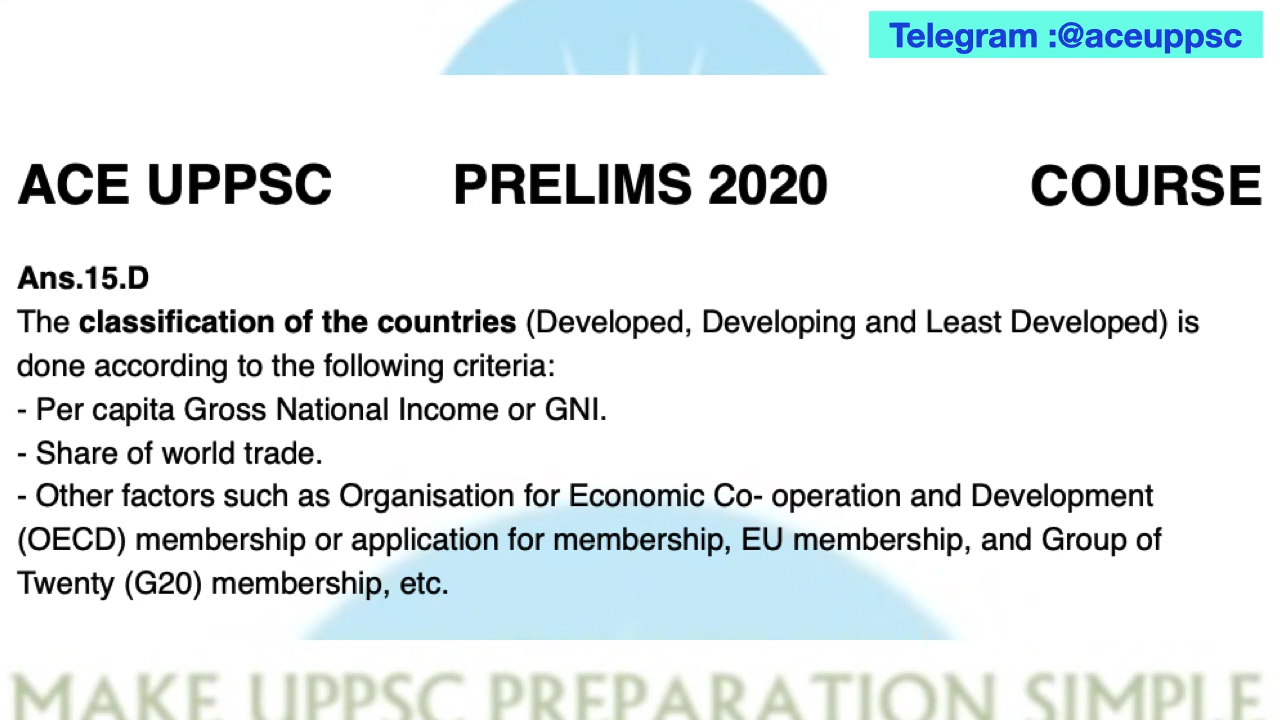 Telegram :@aceuppsc
ACE UPPSC PRELIMS 2020 COURSE
Ans.15.D
The classification of the countries (Developed, Developing and Least Developed) is
done according to the following criteria:
- Per capita Gross National Income or GNI.
- Share of world trade.
- Other factors such as Organisation for Economic Co- operation and Development
(OECD) membership or application for membership, EU membership, and Group of
Twenty (G20) membership, etc.
MAKE UPPSC PREPARATION SIMPLE